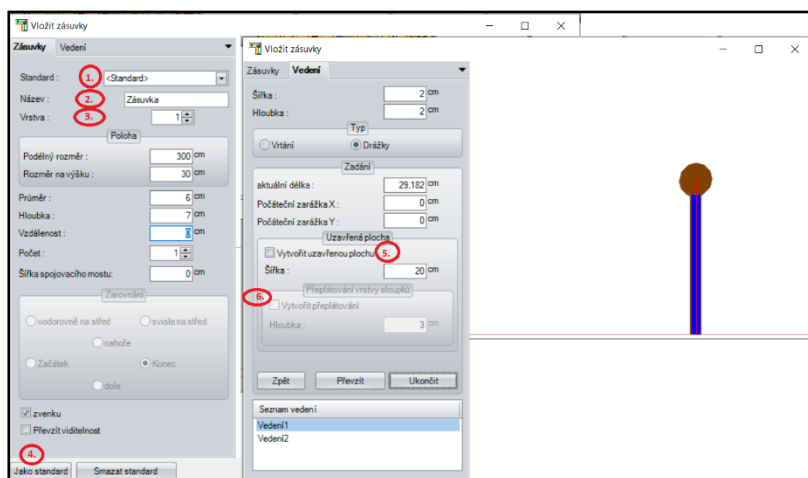 Vložit zásuvky
Zásuvky Vedení
Standard : 1. <Standard>
Název : 2. Zásuvka
Vrstva : 3. 1
Poloha
Podélný rozměr : 300 cm
Rozměr na výšku : 30 cm
Průměr : 6 cm
Hloubka : 7 cm
Vzdálenost : 0 cm
Počet : 1
Šířka spojovacího mostu: 0 cm
Zarovnání
vodorovně na střed svisle na střed
nahoře
Začátek Konec
dole
zvenku
Převzít viditelnost
4.
Jako standard Smazat standard
Vložit zásuvky
Zásuvky Vedení
Šířka : 2 cm
Hloubka : 2 cm
Typ
Vrtání Drážky
Zadání
aktuální délka : 29,182 cm
Počáteční zarážka X : 0 cm
Počáteční zarážka Y : 0 cm
Uzavřená plocha
Vytvořit uzavřenou plochu 5.
Šířka : 20 cm
6. Přeplátování vrstvy sloupků
Vytvořit přeplátování
Hloubka : 3 cm
Zpět Převzít Ukončit
Seznam vedení
Vedení1
Vedení2